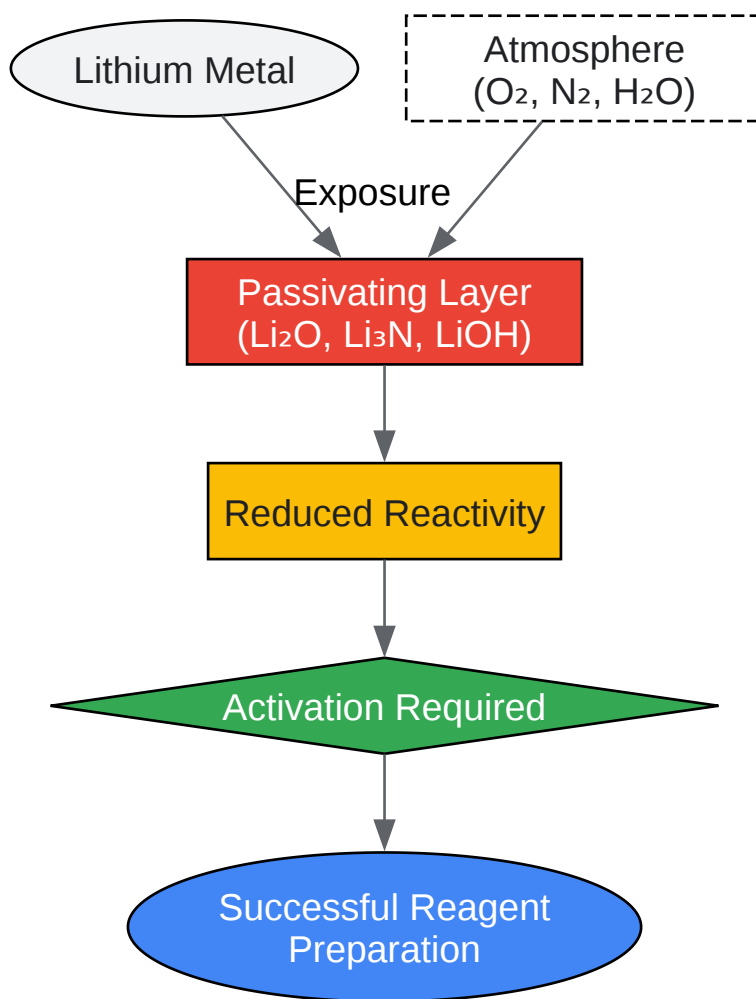 Lithium Metal
Atmosphere
(O₂, N₂, H₂O)
Exposure
Passivating Layer
(Li₂O, Li₃N, LiOH)
Reduced Reactivity
Activation Required
Successful Reagent
Preparation